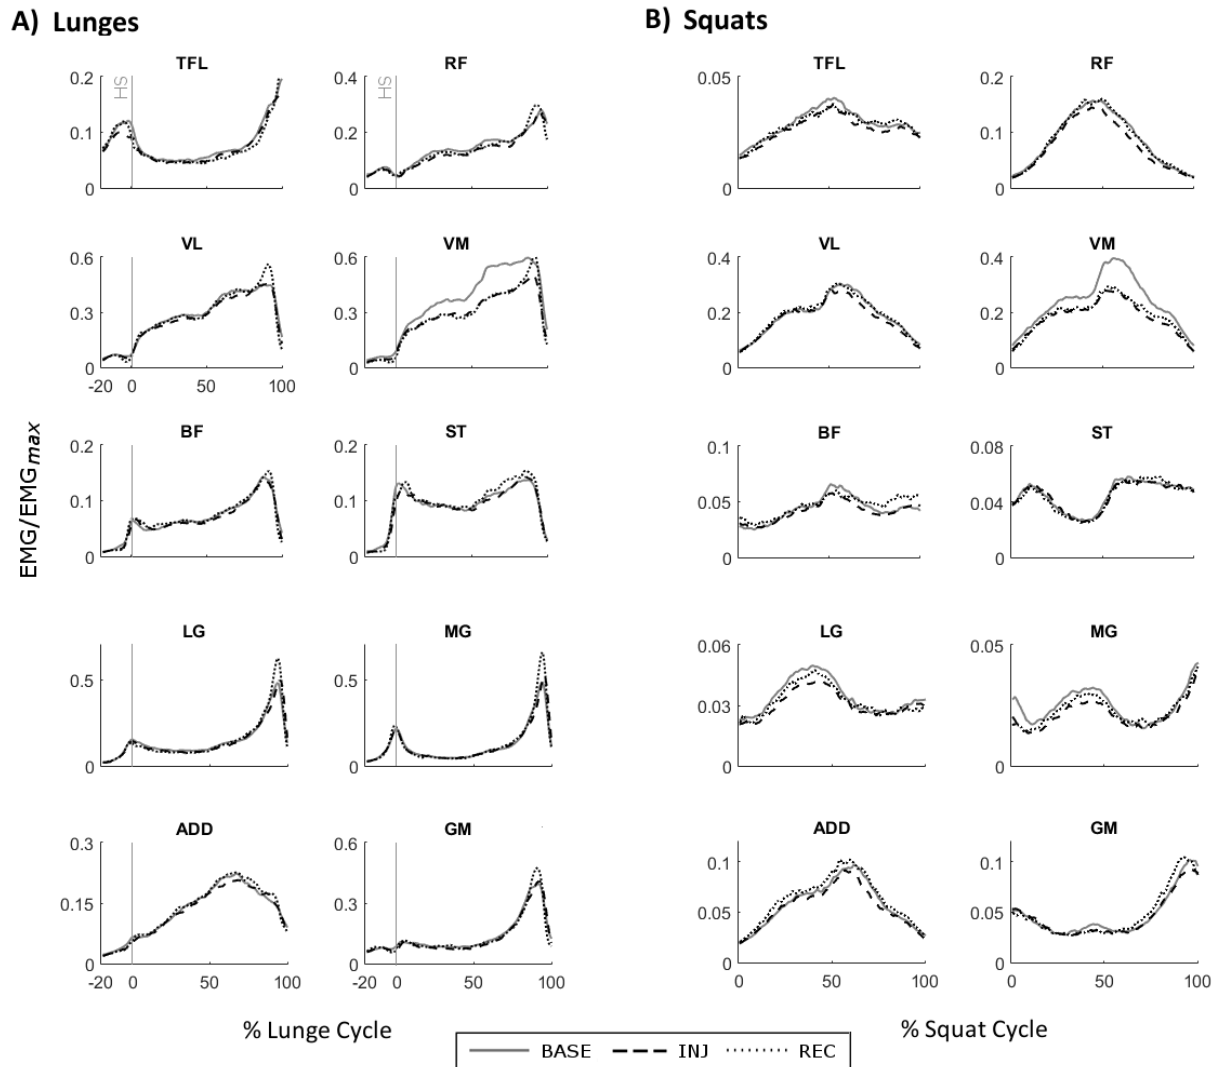 A) Lunges
B) Squats
TFL
RF
TFL
RF
0.2
0.1
0
HS
0.4
0.2
0
HS
0.05
0
0.2
0.1
0
VL
VM
VL
VM
0.6
0.3
0
-20 0 50 100
0.6
0.3
0
0.4
0.2
0
0.4
0.2
0
BF
ST
BF
ST
0.2
0.1
0
0.2
0.1
0
0.1
0.05
0
0.08
0.04
0
EMG/EMGmax
LG
MG
LG
MG
0.5
0
0.5
0
0.06
0.03
0
0.05
0
ADD
GM
ADD
GM
0.3
0.15
0
-20 0 50 100
0.6
0.3
0
-20 0 50 100
0.1
0.05
0
0 50 100
0.1
0.05
0
0 50 100
% Lunge Cycle
% Squat Cycle
BASE INJ REC